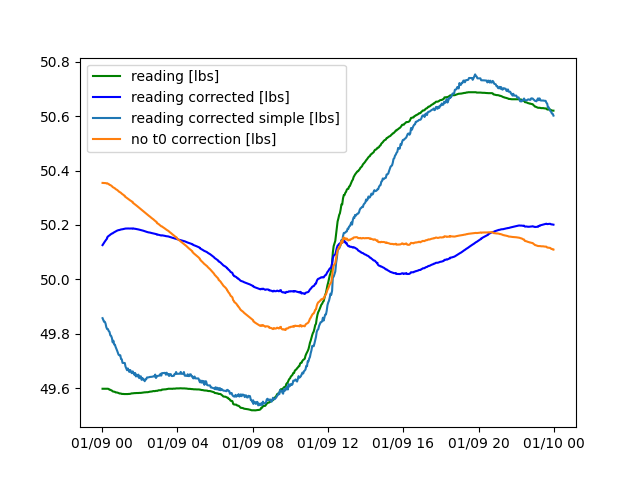 50.8
50.6
50.4
50.2
50.0
49.8
49.6
reading [lbs]
reading corrected [lbs]
reading corrected simple [lbs]
no t0 correction [lbs]
01/09 00 01/09 04 01/09 08 01/09 12 01/09 16 01/09 20 01/10 00